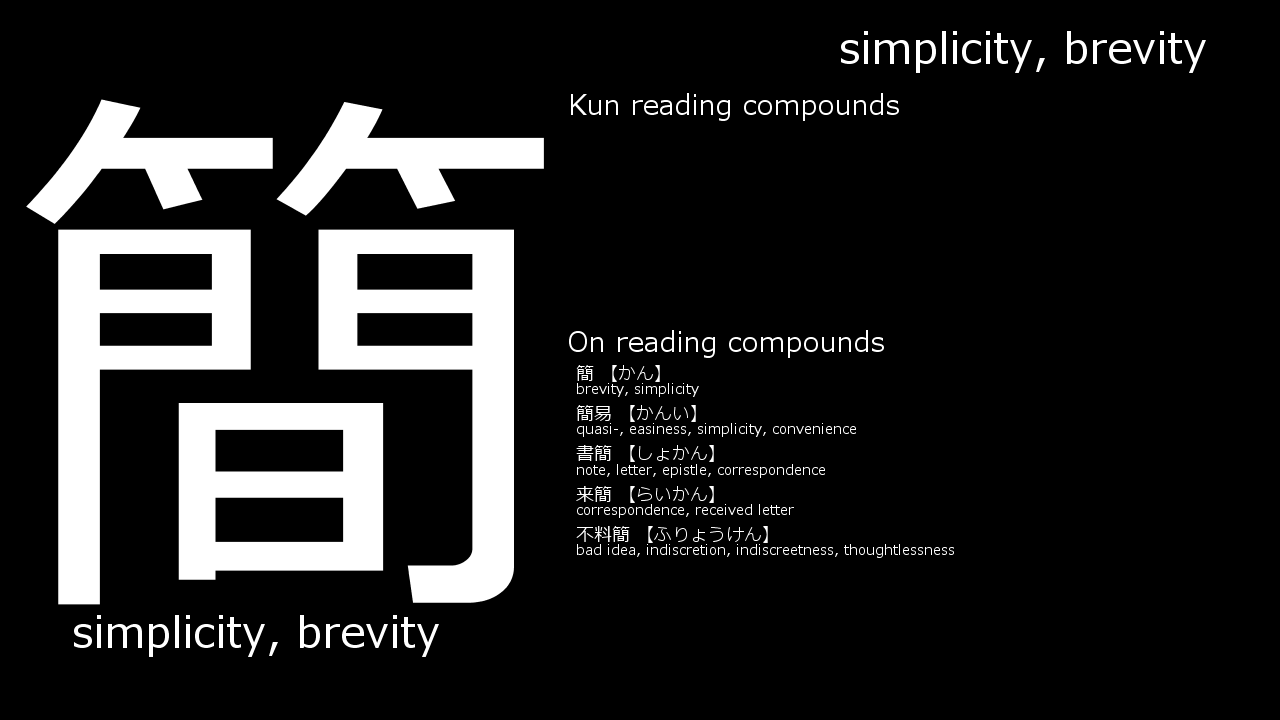 simplicity, brevity
簡
simplicity, brevity
Kun reading compounds
On reading compounds
簡 【かん】
brevity, simplicity
簡易 【かんい】
quasi-, easiness, simplicity, convenience
書簡 【しょかん】
note, letter, epistle, correspondence
来簡 【らいかん】
correspondence, received letter
不料簡 【ふりょうけん】
bad idea, indiscretion, indiscreetness, thoughtlessness